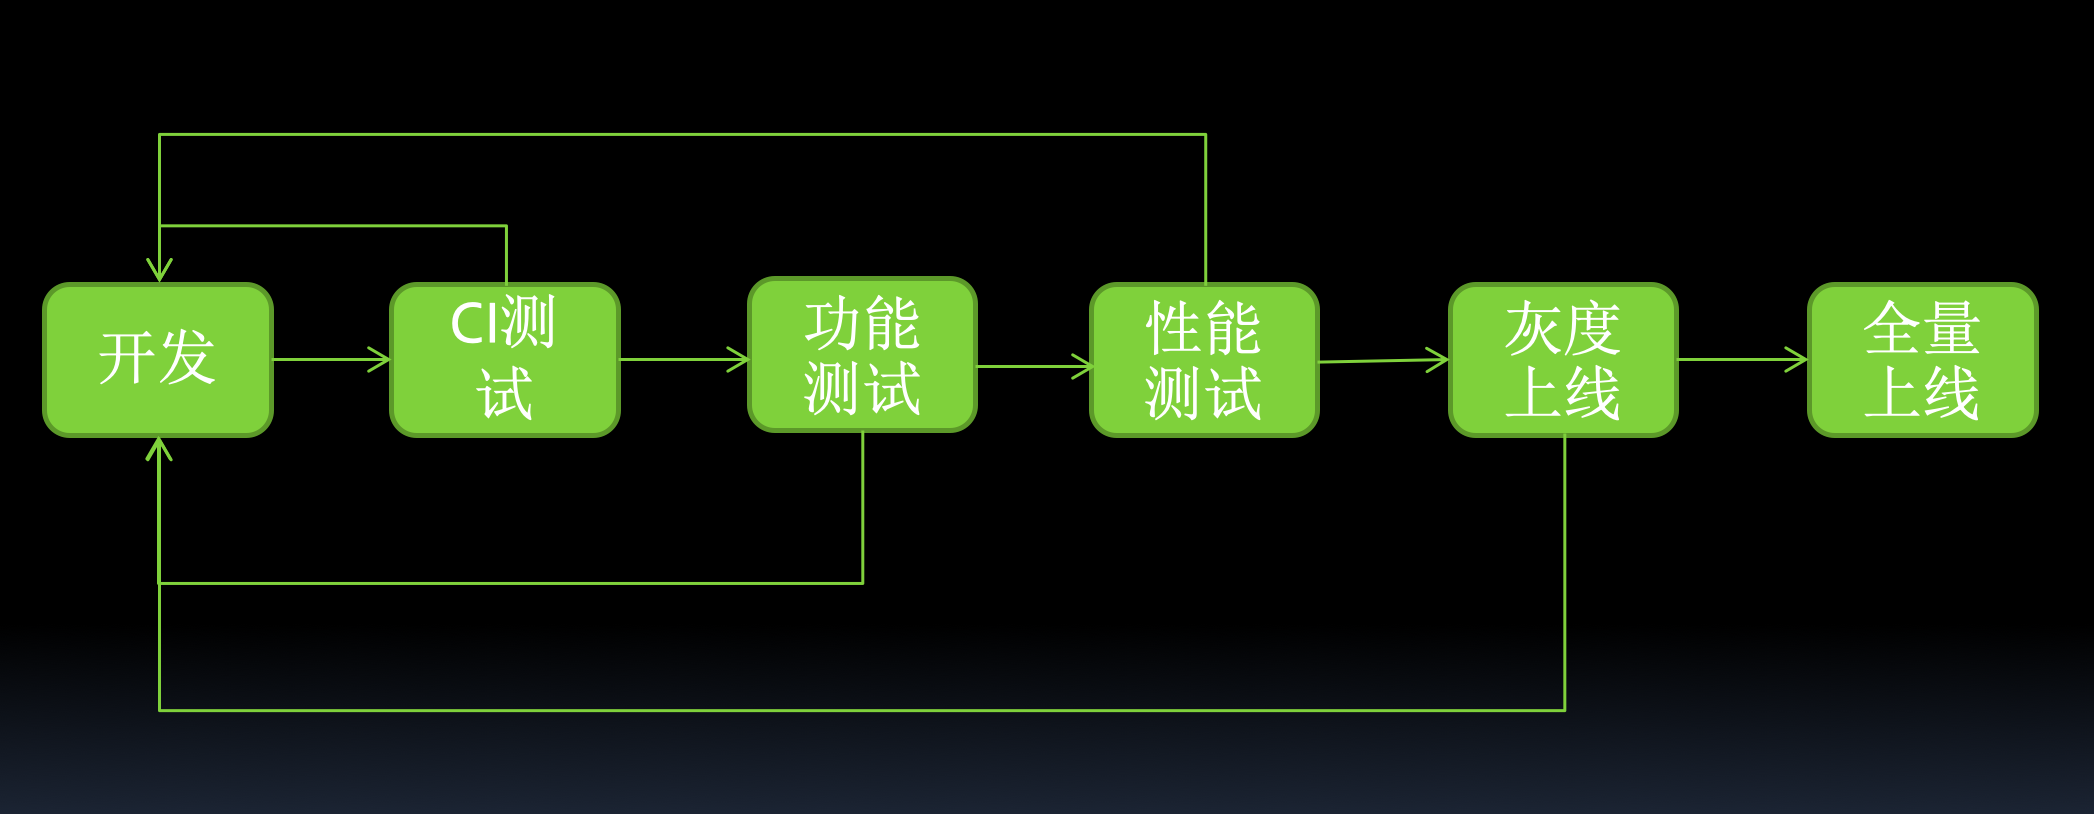 开发
CI测
试
功能
测试
性能
测试
灰度
上线
全量
上线